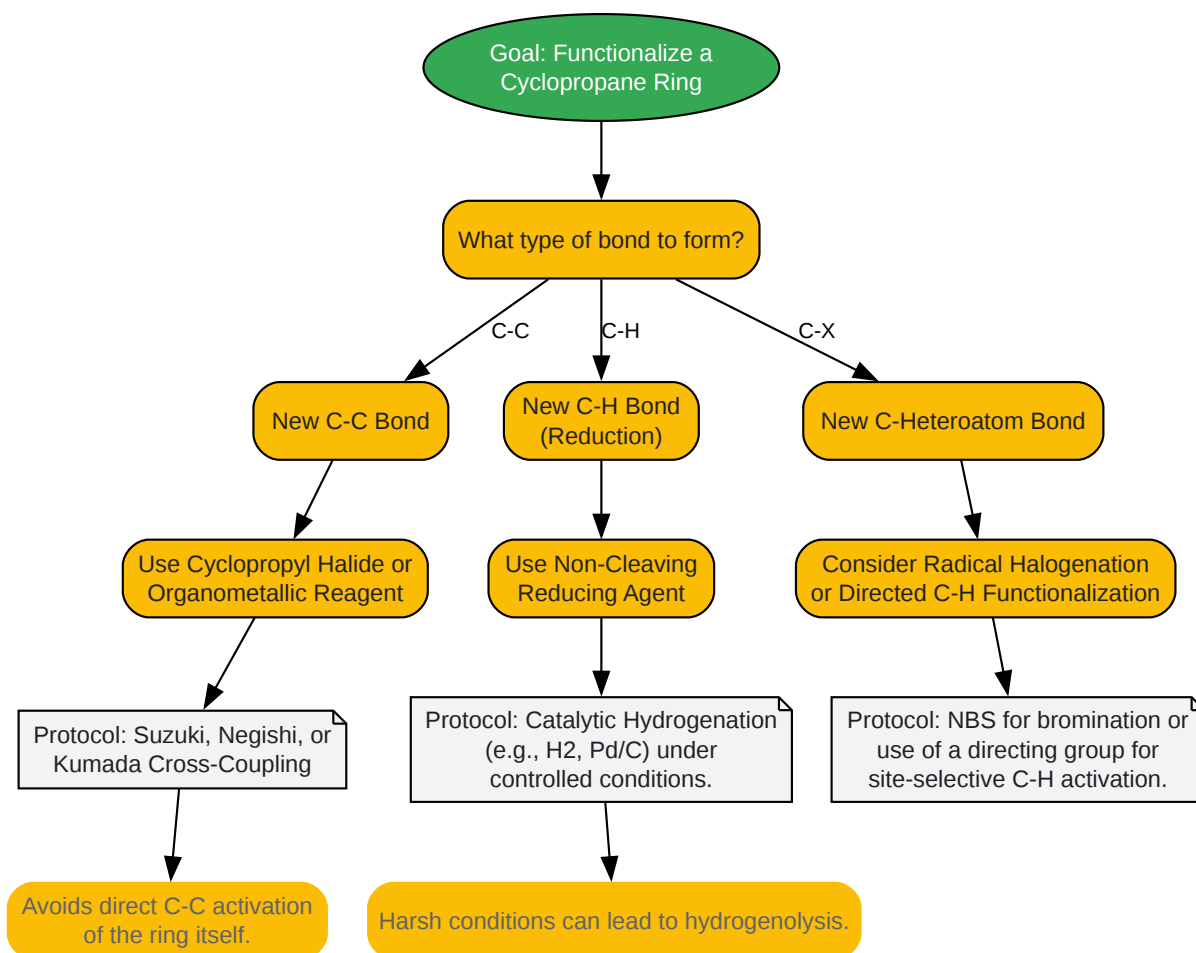 Goal: Functionalize a
Cyclopropane Ring
What type of bond to form?
C-C
C-H
C-X
New C-C Bond
New C-H Bond
(Reduction)
New C-Heteroatom Bond
Use Cyclopropyl Halide or
Organometallic Reagent
Use Non-Cleaving
Reducing Agent
Consider Radical Halogenation
or Directed C-H Functionalization
Protocol: Suzuki, Negishi, or
Kumada Cross-Coupling
Protocol: Catalytic Hydrogenation
(e.g., H2, Pd/C) under
controlled conditions.
Protocol: NBS for bromination or
use of a directing group for
site-selective C-H activation.
Avoids direct C-C activation
of the ring itself.
Harsh conditions can lead to hydrogenolysis.